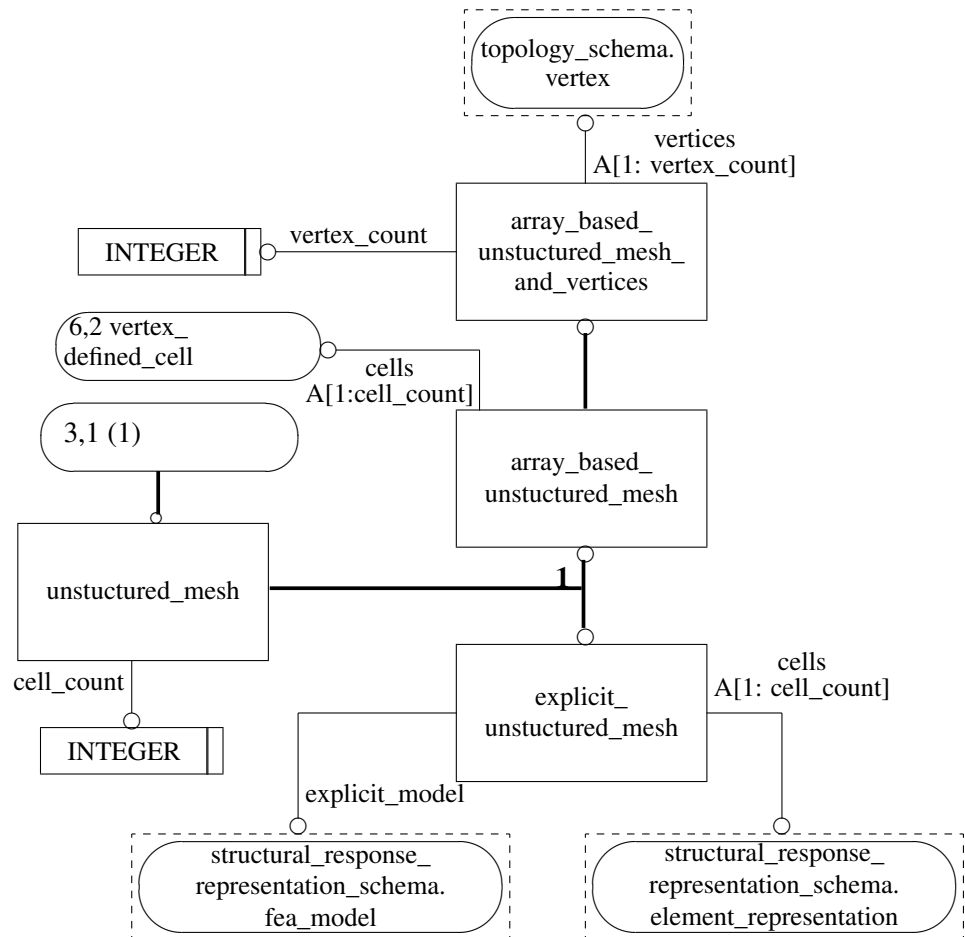 topology_schema.
vertex
vertices
A[1: vertex_count]
array_based_
unstuctured_mesh_
and_vertices
vertex_count
INTEGER
6,2 vertex_
defined_cell
cells
A[1:cell_count]
3,1 (1)
array_based_
unstuctured_mesh
unstuctured_mesh
1
cell_count
INTEGER
explicit_
unstuctured_mesh
cells
A[1: cell_count]
explicit_model
structural_response_
representation_schema.
fea_model
structural_response_
representation_schema.
element_representation